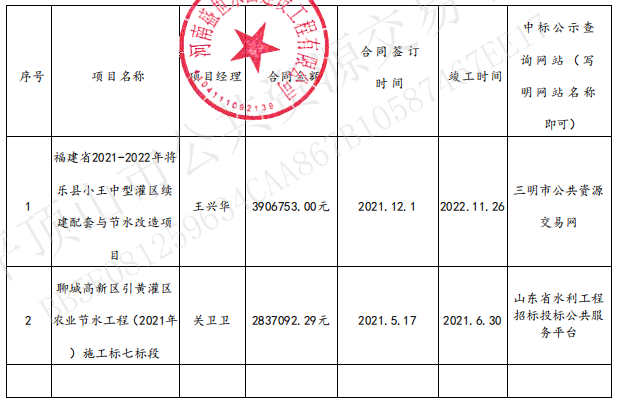 序号
项目名称
项目经理
合同金额
合同签订
时间
竣工时间
中标公示查
询网站（写
明网站名称
即可）
1
福建省2021-2022年将
乐县小王中型灌区续
建配套与节水改造项
目
王兴华
3906753.00元
2021.12.1
2022.11.26
三明市公共资源
交易网
2
聊城高新区引黄灌区
农业节水工程（2021年
）施工标七标段
关卫卫
2837092.29元
2021.5.17
2021.6.30
山东省水利工程
招标投标公共服
务平台